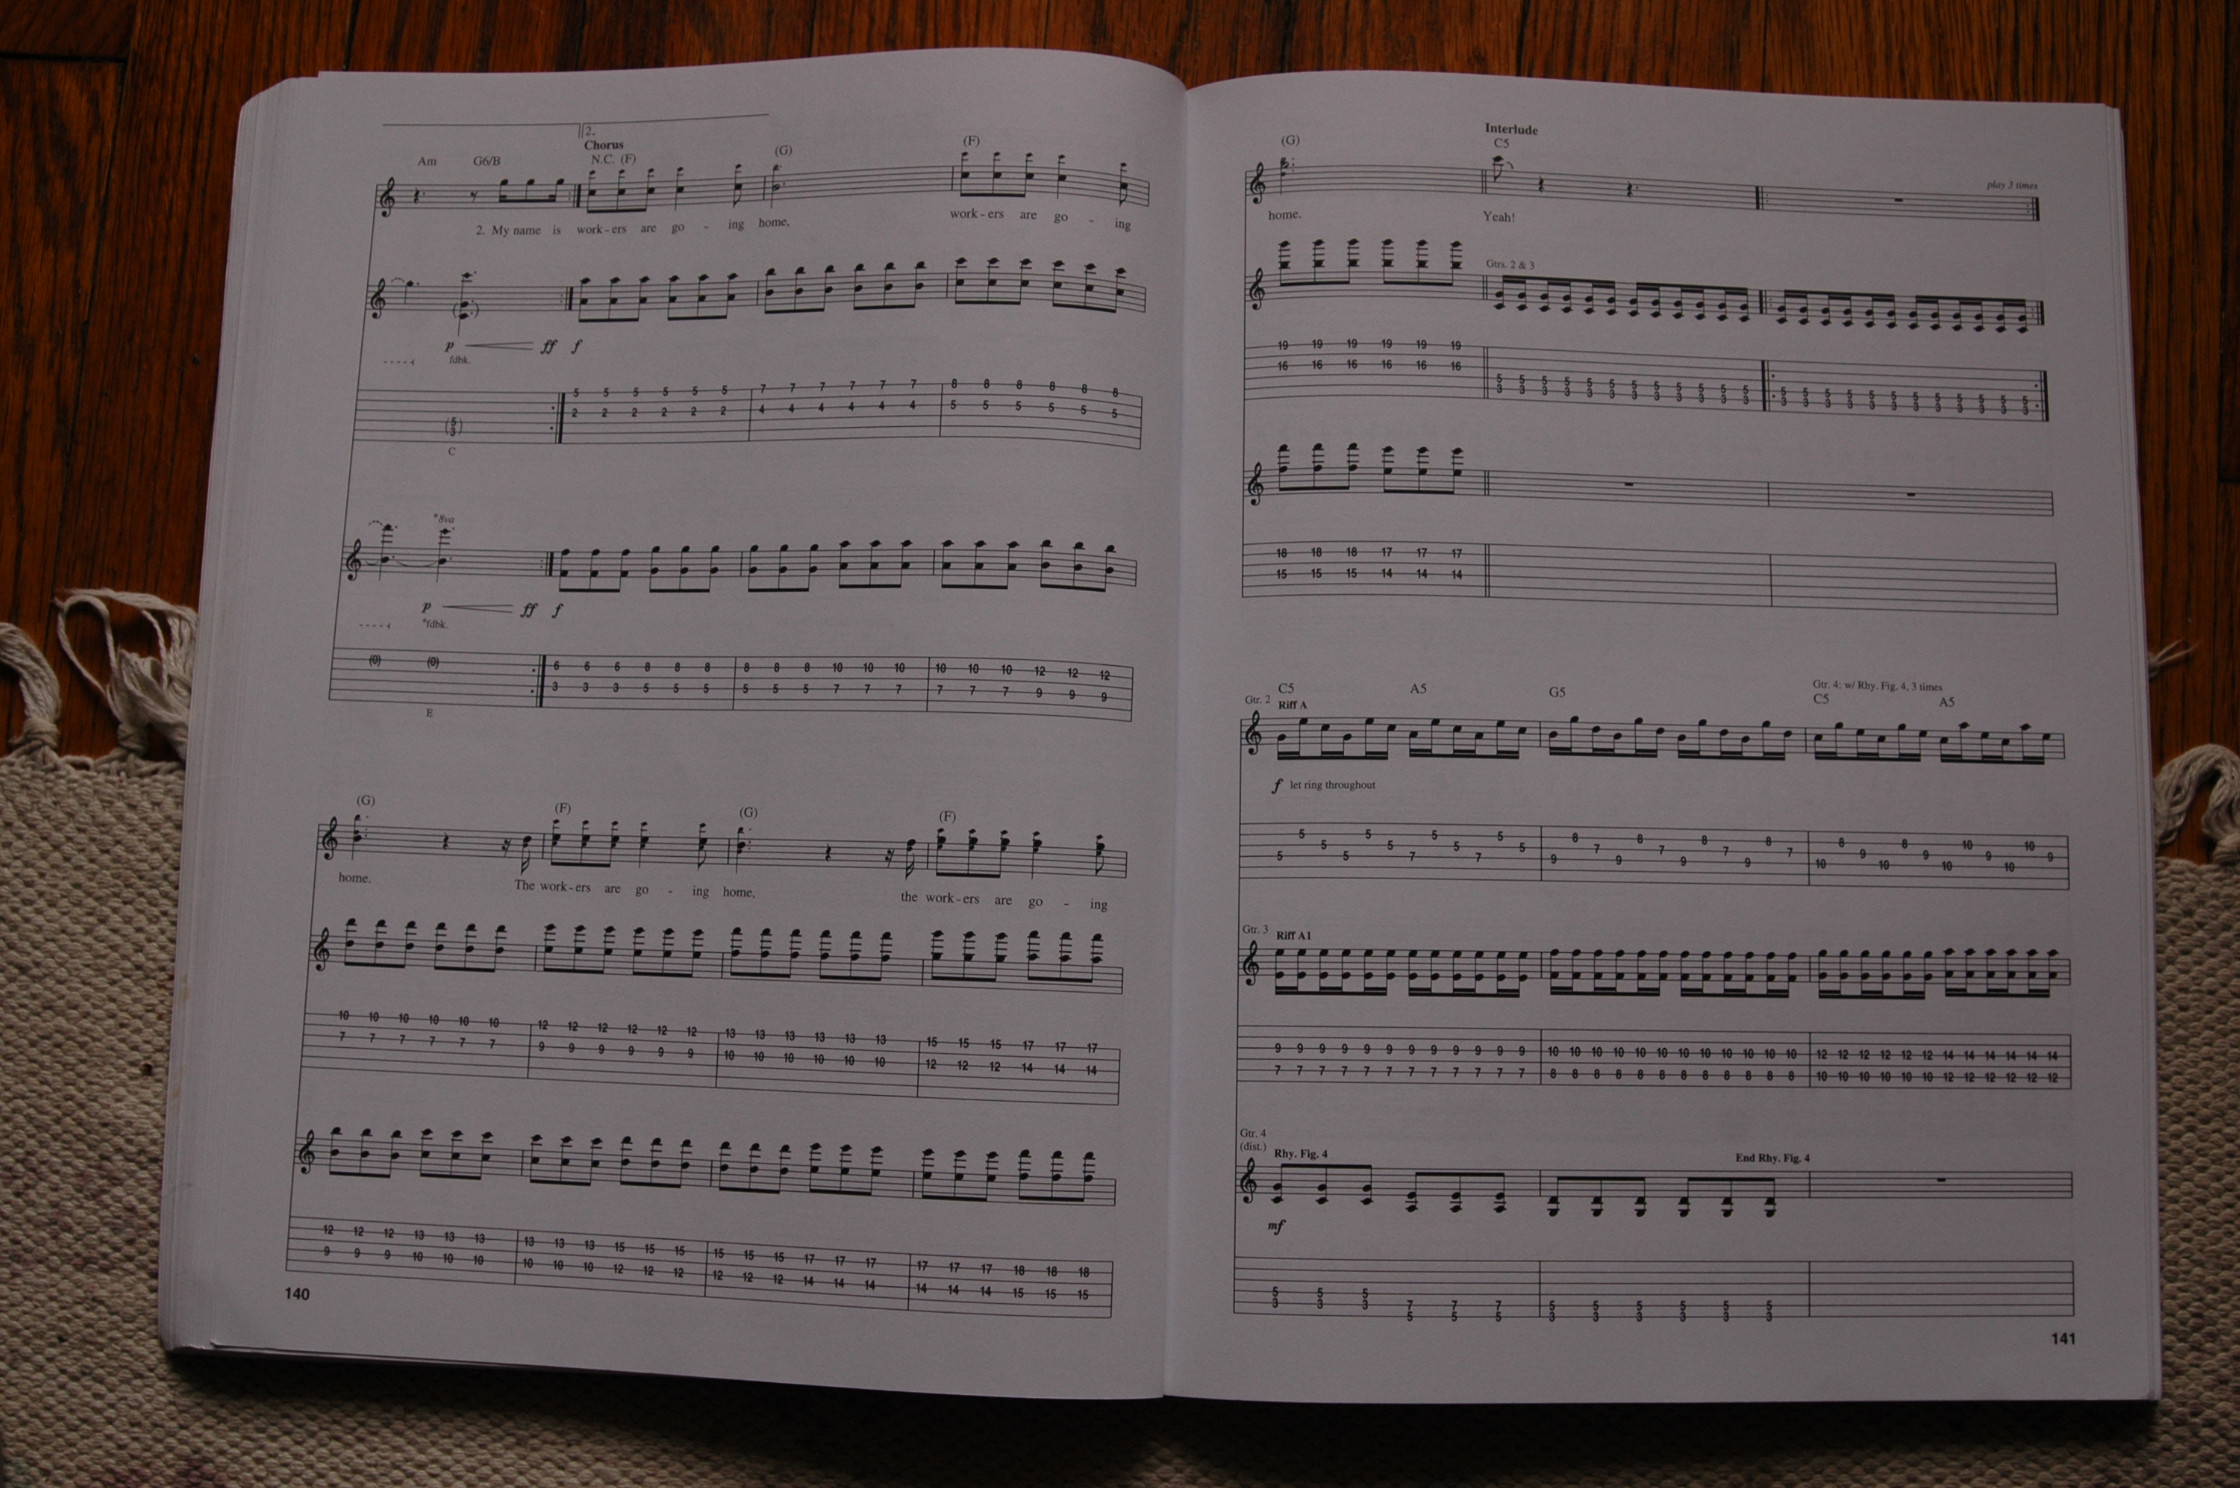 2.
Chorus
Am G6/B N.C. (F) (G) (F)
2. My name is work - ers are go - ing home, work - ers are go - ing
p ff f
fdbk.
5 5 5 5 5 5 7 7 7 7 7 7 8 8 8 8 8 8
2 2 2 2 2 2 4 4 4 4 4 4 5 5 5 5 5 5
(5
3)
C
*8va
p ff f
*fdbk.
(0) (0) 6 6 6 8 8 8 8 8 8 10 10 10 10 10 10 12 12 12
3 3 3 5 5 5 5 5 5 7 7 7 7 7 7 9 9 9
E
(G) (F) (G) (F)
home. The work - ers are go - ing home, the work - ers are go - ing
10 10 10 10 10 10 12 12 12 12 12 12 13 13 13 13 13 13 15 15 15 17 17 17
7 7 7 7 7 7 9 9 9 9 9 9 10 10 10 10 10 10 12 12 12 14 14 14
12 12 12 13 13 13 13 13 13 15 15 15 15 15 15 17 17 17 17 17 17 18 18 18
9 9 9 10 10 10 10 10 10 12 12 12 12 12 12 14 14 14 14 14 14 15 15 15
140
Interlude
(G) C5
play 3 times
home. Yeah!
Gtrs. 2 & 3
19 19 19 19 19 19
16 16 16 16 16 16
5 5 5 5 5 5 5 5 5 5 5 5 5 5 5 5 5 5 5 5 5 5 5 5
3 3 3 3 3 3 3 3 3 3 3 3 3 3 3 3 3 3 3 3 3 3 3 3
18 18 18 17 17 17
15 15 15 14 14 14
Gtr. 4: w/ Rhy. Fig. 4, 3 times
C5 A5 G5 C5 A5
Gtr. 2 Riff A
f let ring throughout
5 5 5 5 5 5 7 5 5 7 5 5 9 8 7 9 8 7 9 8 7 9 8 7 10 8 9 10 8 9 10 10 9 10 10 9
Gtr. 3 Riff A1
9 9 9 9 9 9 9 9 9 9 9 9 10 10 10 10 10 10 10 10 10 10 10 10 12 12 12 12 12 12 14 14 14 14 14 14
7 7 7 7 7 7 7 7 7 7 7 7 8 8 8 8 8 8 8 8 8 8 8 8 10 10 10 10 10 10 12 12 12 12 12 12
Gtr. 4
(dist.) Rhy. Fig. 4 End Rhy. Fig. 4
mf
5 5 5 7 7 7 5 5 5 5 5 5
3 3 3 5 5 5 3 3 3 3 3 3
141